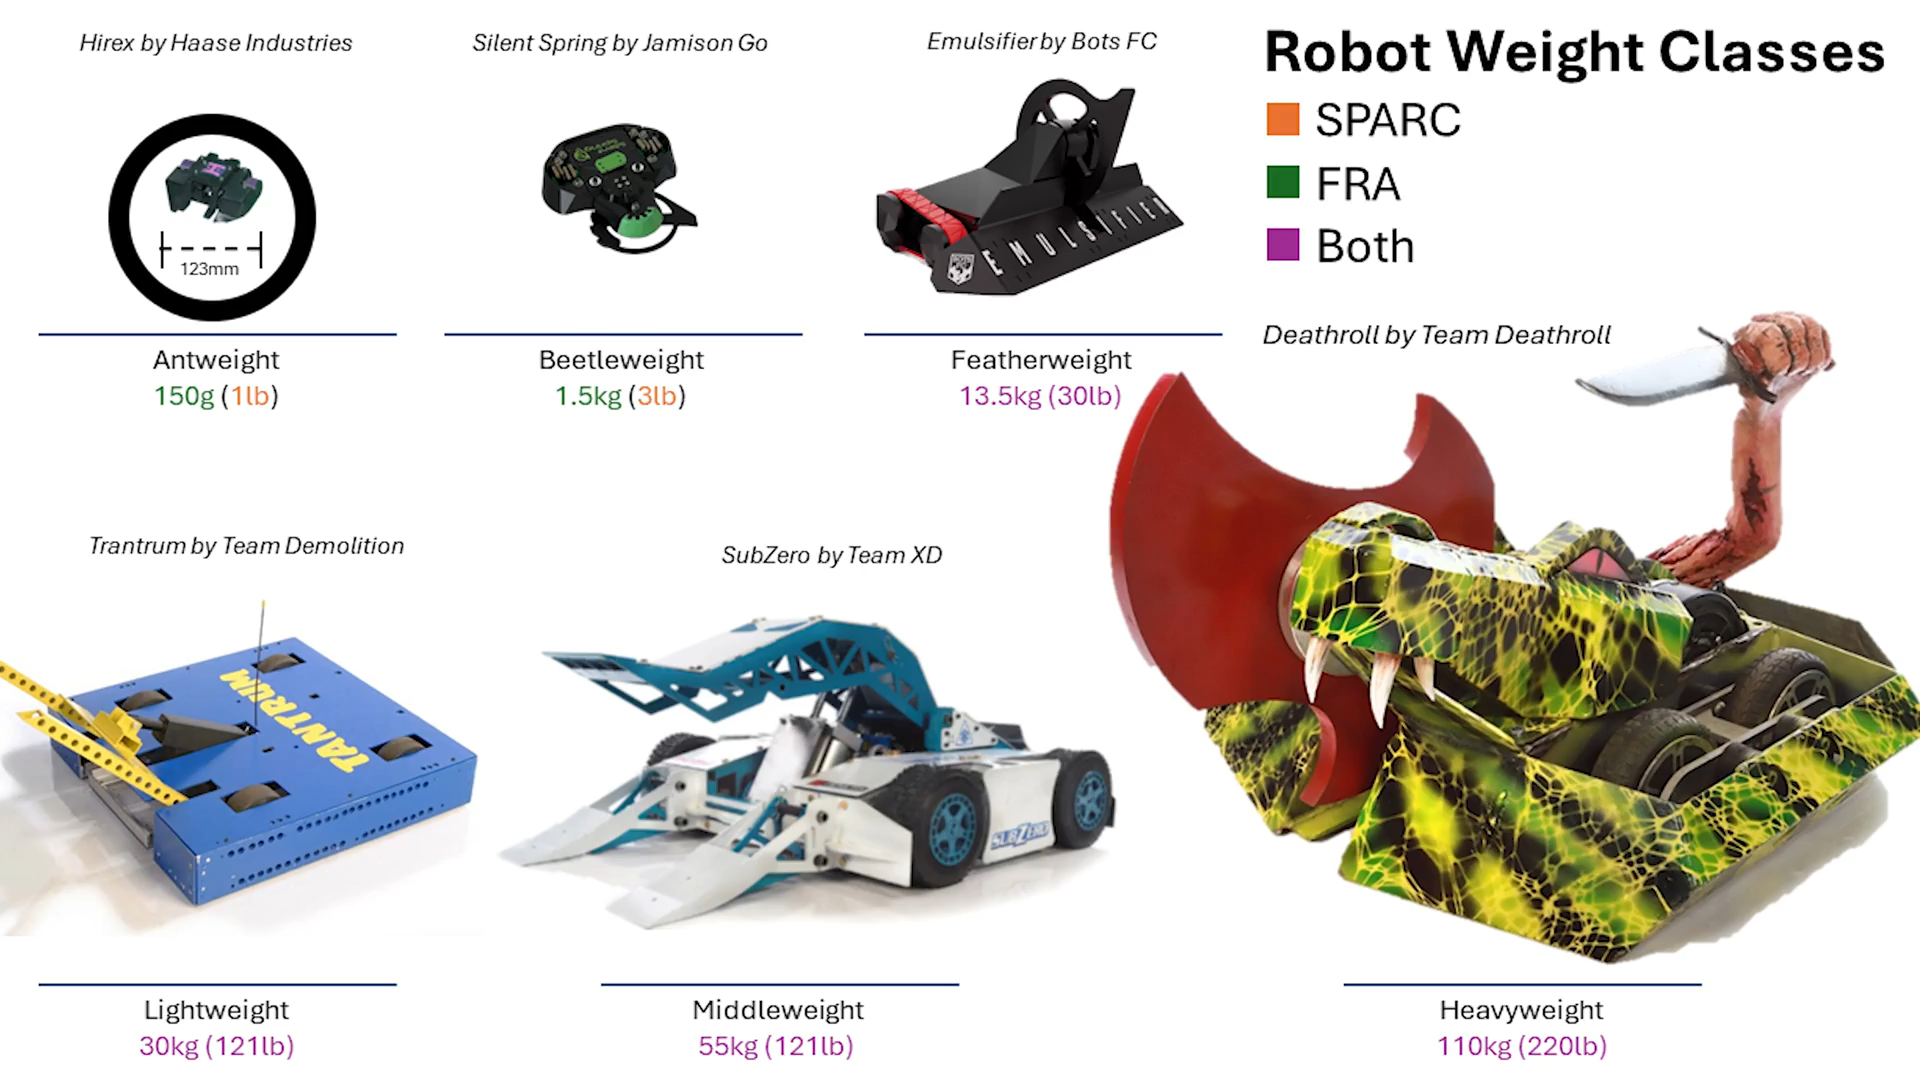 Hirex by Haase Industries
Silent Spring by Jamison Go
Emulsifier by Bots FC
Robot Weight Classes
SPARC
FRA
Both
123mm
EMULSIFIER
Antweight
150g (1lb)
Beetleweight
1.5kg (3lb)
Featherweight
13.5kg (30lb)
Deathroll by Team Deathroll
Trantrum by Team Demolition
SubZero by Team XD
TANTRUM
SUBZERO
Lightweight
30kg (121lb)
Middleweight
55kg (121lb)
Heavyweight
110kg (220lb)